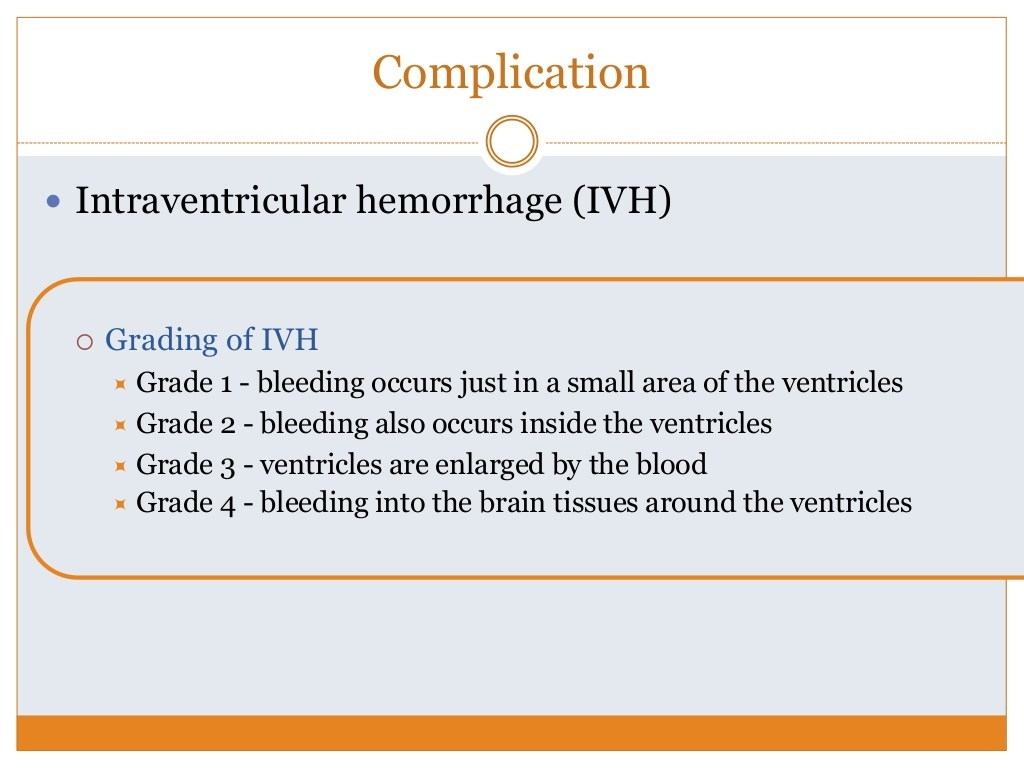 Complication
Intraventricular hemorrhage (IVH)
Grading of IVH
Grade 1 - bleeding occurs just in a small area of the ventricles
Grade 2 - bleeding also occurs inside the ventricles
Grade 3 - ventricles are enlarged by the blood
Grade 4 - bleeding into the brain tissues around the ventricles